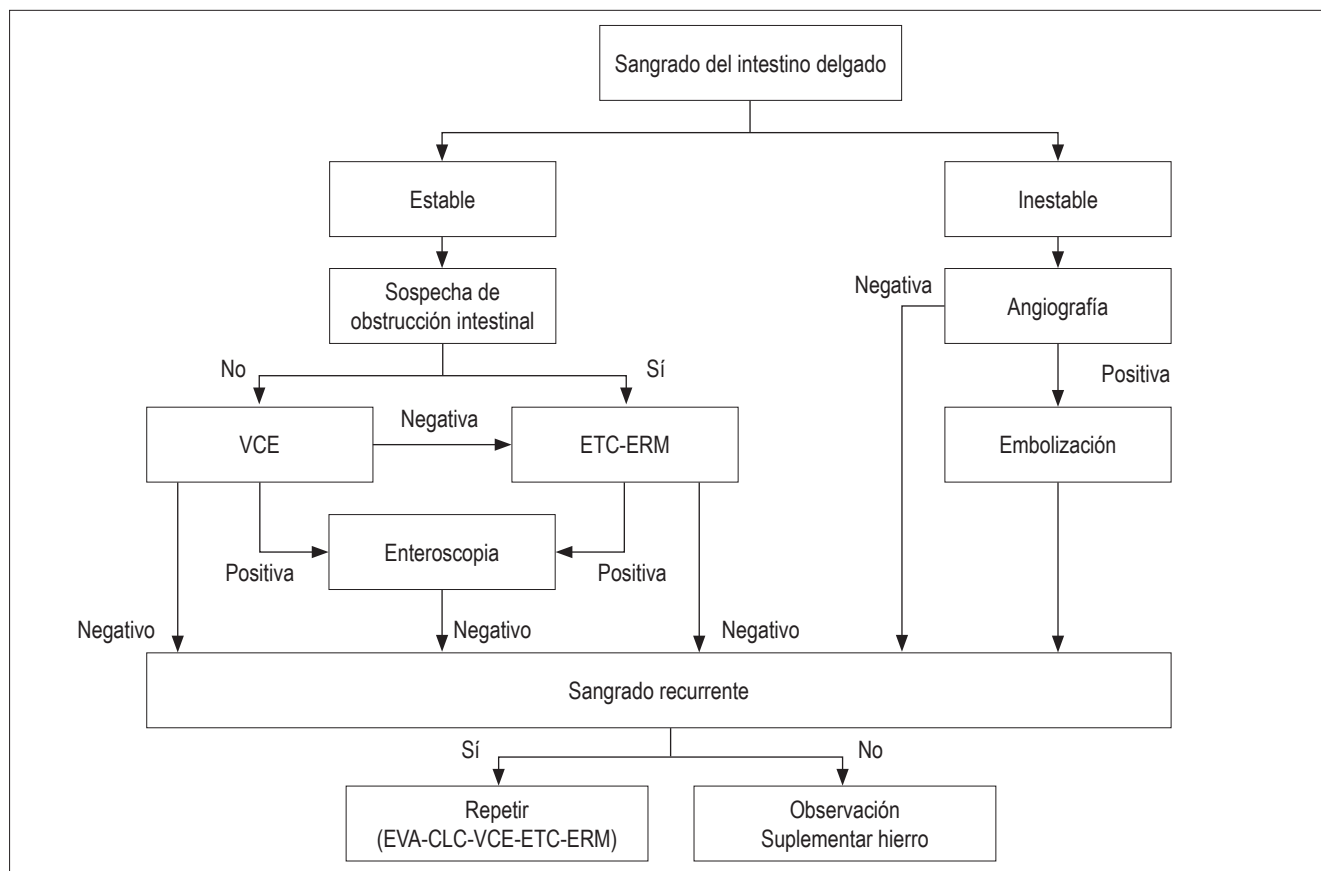 Sangrado del intestino delgado
Estable
Inestable
Sospecha de
obstrucción intestinal
Negativa
Angiografía
No
Sí
Positiva
VCE
Negativa
ETC-ERM
Embolización
Enteroscopia
Positiva
Positiva
Negativo
Negativo
Negativo
Sangrado recurrente
Sí
No
Repetir
(EVA-CLC-VCE-ETC-ERM)
Observación
Suplementar hierro